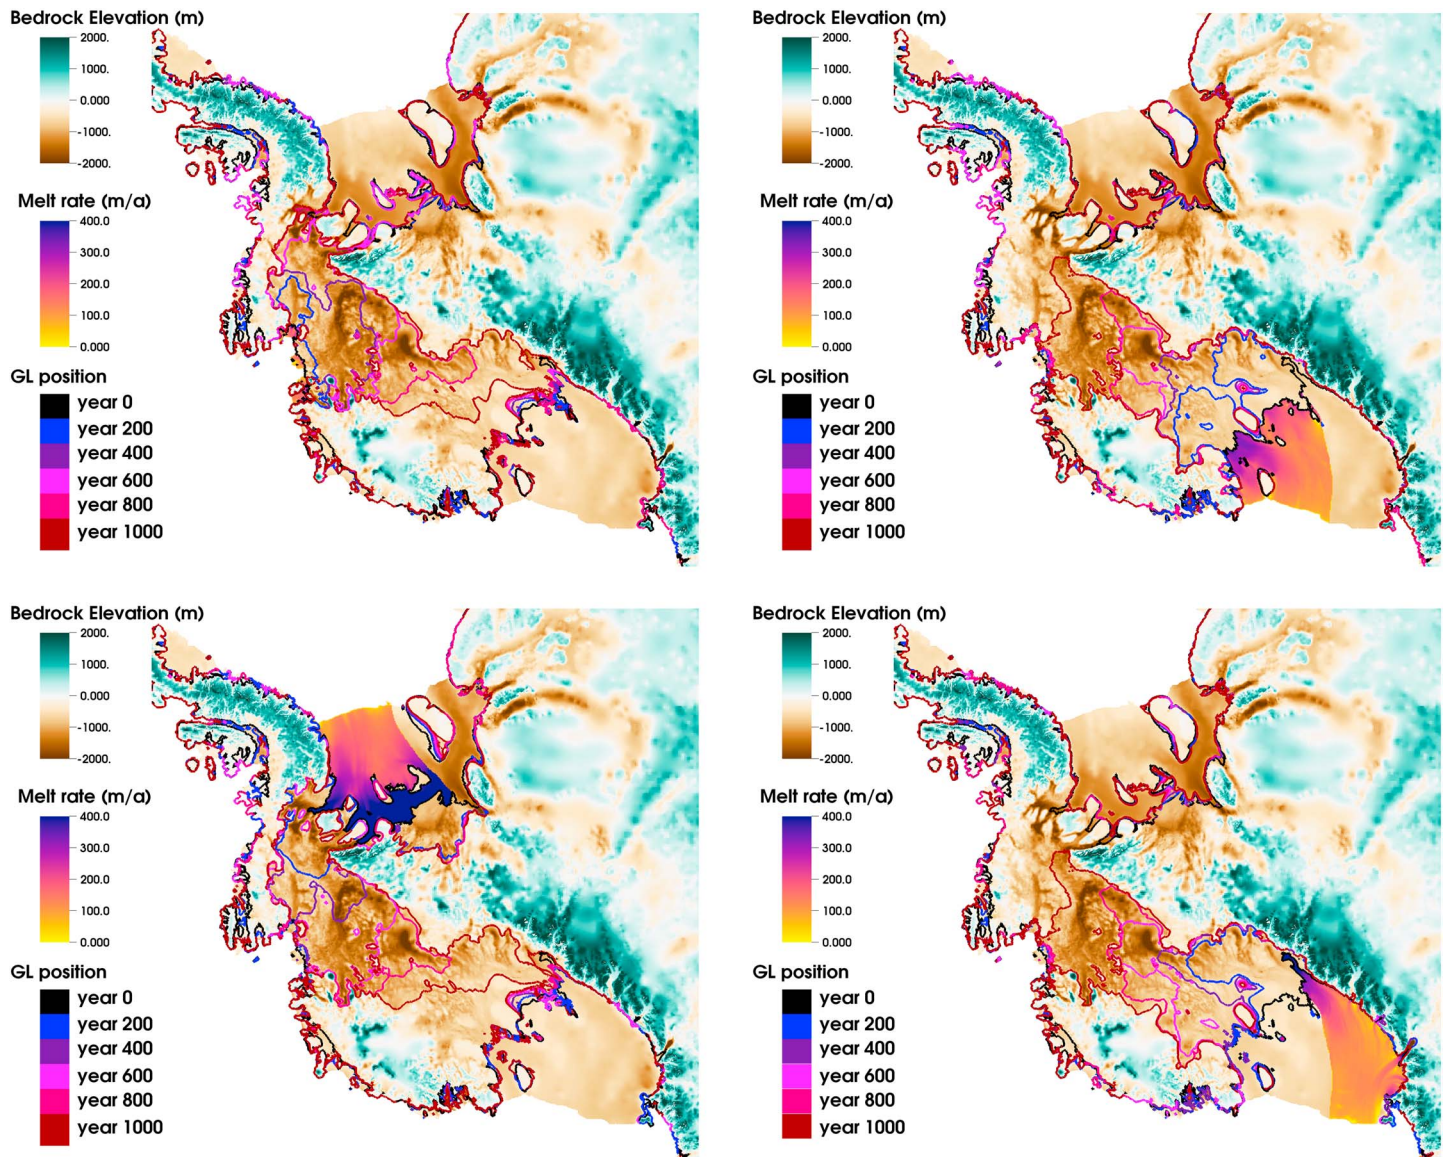 Bedrock Elevation (m)
2000.
1000.
0.000
-1000.
-2000.
Melt rate (m/a)
400.0
300.0
200.0
100.0
0.000
GL position
year 0
year 200
year 400
year 600
year 800
year 1000
Bedrock Elevation (m)
2000.
1000.
0.000
-1000.
-2000.
Melt rate (m/a)
400.0
300.0
200.0
100.0
0.000
GL position
year 0
year 200
year 400
year 600
year 800
year 1000
Bedrock Elevation (m)
2000.
1000.
0.000
-1000.
-2000.
Melt rate (m/a)
400.0
300.0
200.0
100.0
0.000
GL position
year 0
year 200
year 400
year 600
year 800
year 1000
Bedrock Elevation (m)
2000.
1000.
0.000
-1000.
-2000.
Melt rate (m/a)
400.0
300.0
200.0
100.0
0.000
GL position
year 0
year 200
year 400
year 600
year 800
year 1000